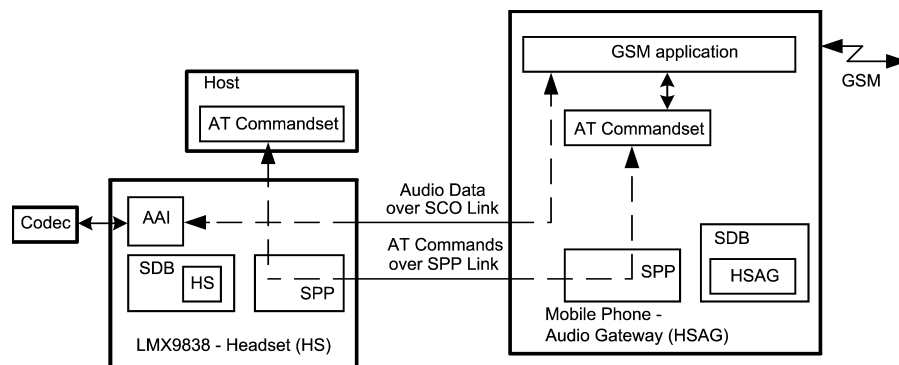 GSM application
GSM
Host
AT Commandset
AT Commandset
Codec
AAI
Audio Data
over SCO Link
AT Commands
over SPP Link
SDB
HS
SPP
SPP
SDB
HSAG
LMX9838 - Headset (HS)
Mobile Phone -
Audio Gateway (HSAG)